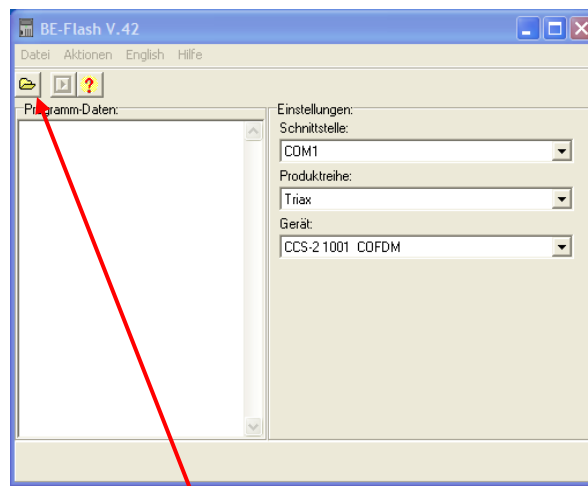 BE-Flash V.42
Datei Aktionen English Hilfe
?
Programm-Daten:
Einstellungen:
Schnittstelle:
COM1
Produktreihe:
Triax
Gerät:
CCS-2 1001 COFDM